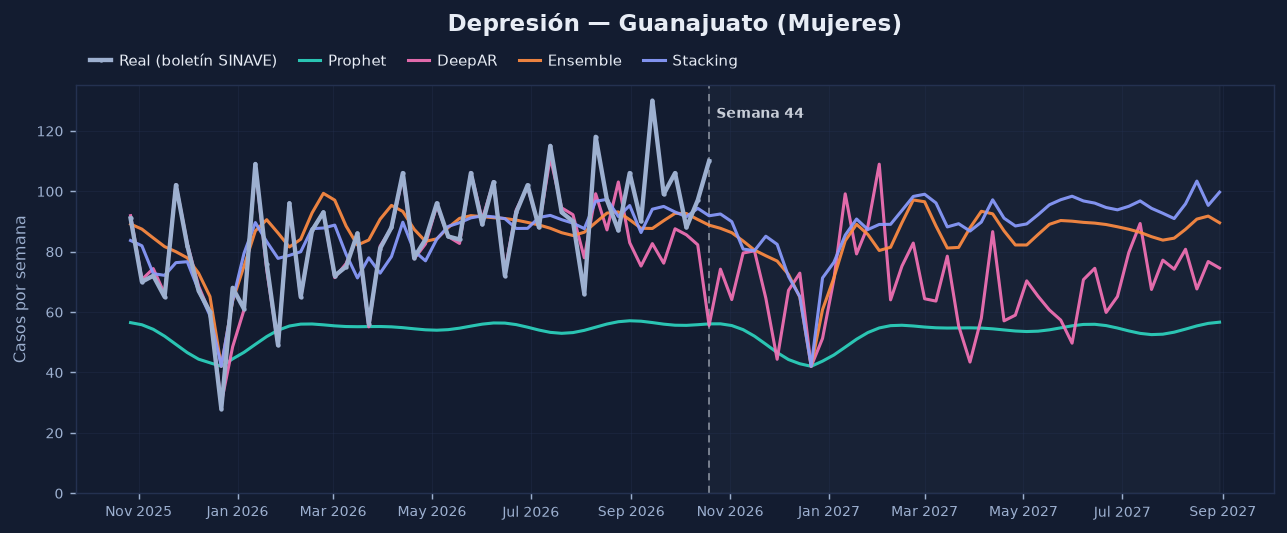 Depresión — Guanajuato (Mujeres)
Real (boletín SINAVE) Prophet DeepAR Ensemble Stacking
Semana 44
Casos por semana
120
100
80
60
40
20
0
Nov 2025 Jan 2026 Mar 2026 May 2026 Jul 2026 Sep 2026 Nov 2026 Jan 2027 Mar 2027 May 2027 Jul 2027 Sep 2027